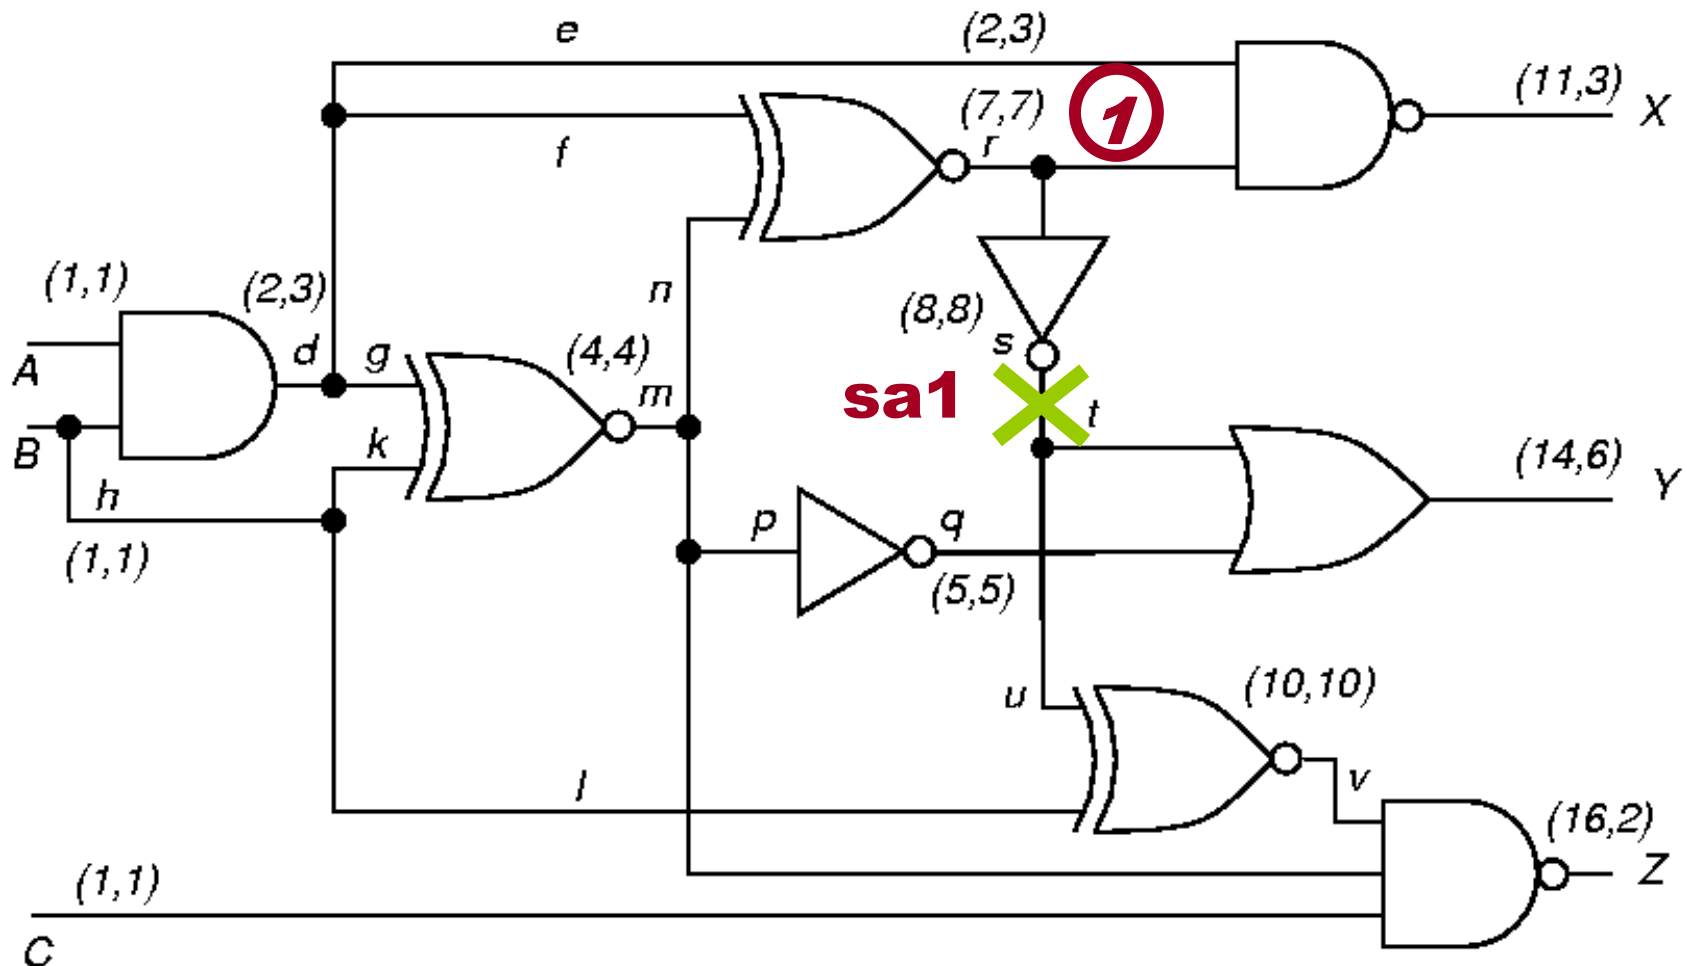 e
(2,3)
(11,3)
X
(7,7)
1
r
f
(1,1)
(2,3)
n
(8,8)
A
d
g
(4,4)
s
m
sa1
t
B
k
(14,6)
Y
h
p
q
(1,1)
(5,5)
u
(10,10)
l
v
(16,2)
Z
(1,1)
C